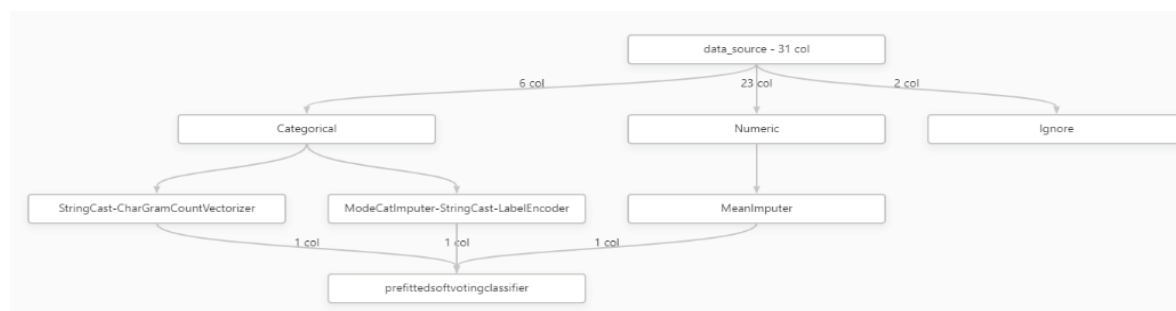 data_source - 31 col
6 col
23 col
2 col
Categorical
Numeric
Ignore
StringCast-CharGramCountVectorizer
ModeCatImputer-StringCast-LabelEncoder
MeanImputer
1 col
1 col
1 col
prefittedsoftvotingclassifier